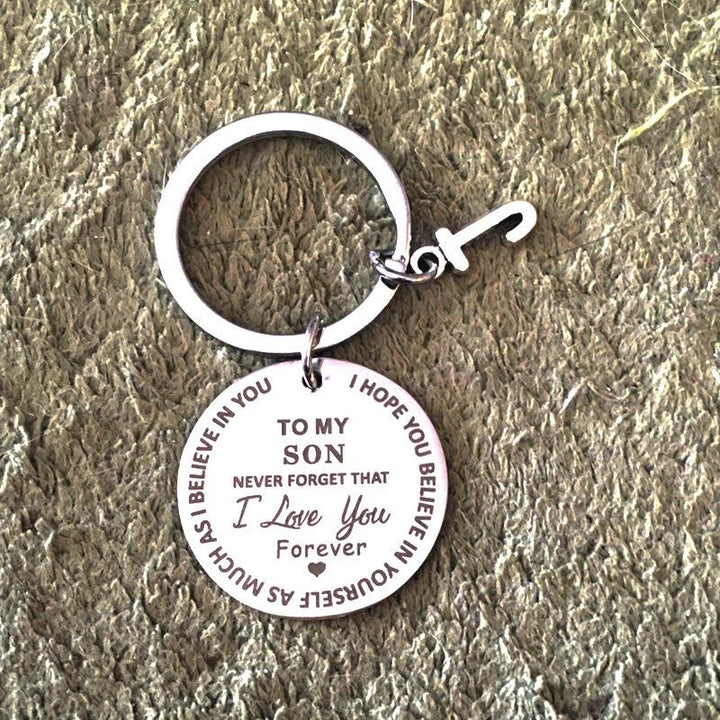 TO MY
SON
NEVER FORGET THAT
I Love You
Forever
I HOPE YOU BELIEVE IN YOURSELF AS MUCH AS I BELIEVE IN YOU
J